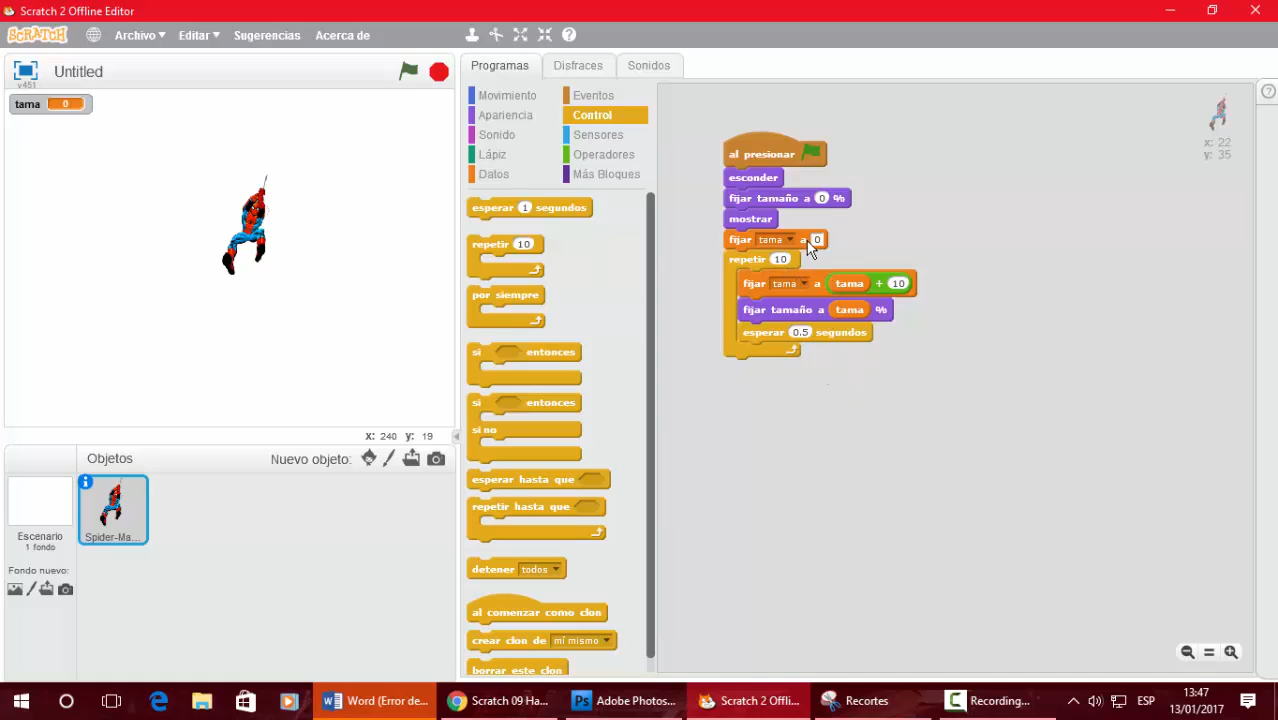 Scratch 2 Offline Editor
SCRATCH Archivo Editar Sugerencias Acerca de
v451 Untitled
Programas Disfraces Sonidos
tama 0
Movimiento Eventos
Apariencia Control
Sonido Sensores
Lápiz Operadores
Datos Más Bloques
esperar 1 segundos
repetir 10
por siempre
si entonces
si entonces
si no
esperar hasta que
repetir hasta que
detener todos
al comenzar como clon
crear clon de mí mismo
borrar este clon
al presionar
esconder
fijar tamaño a 0 %
mostrar
fijar tama a 0
repetir 10
fijar tama a tama + 10
fijar tamaño a tama %
esperar 0.5 segundos
x: 22
y: 35
x: 240 y: 19
Objetos Nuevo objeto:
Escenario
1 fondo
Fondo nuevo:
Spider-Ma...
Word (Error de... Scratch 09 Ha... Adobe Photos... Scratch 2 Offli... Recortes Recording...
ESP
13:47
13/01/2017